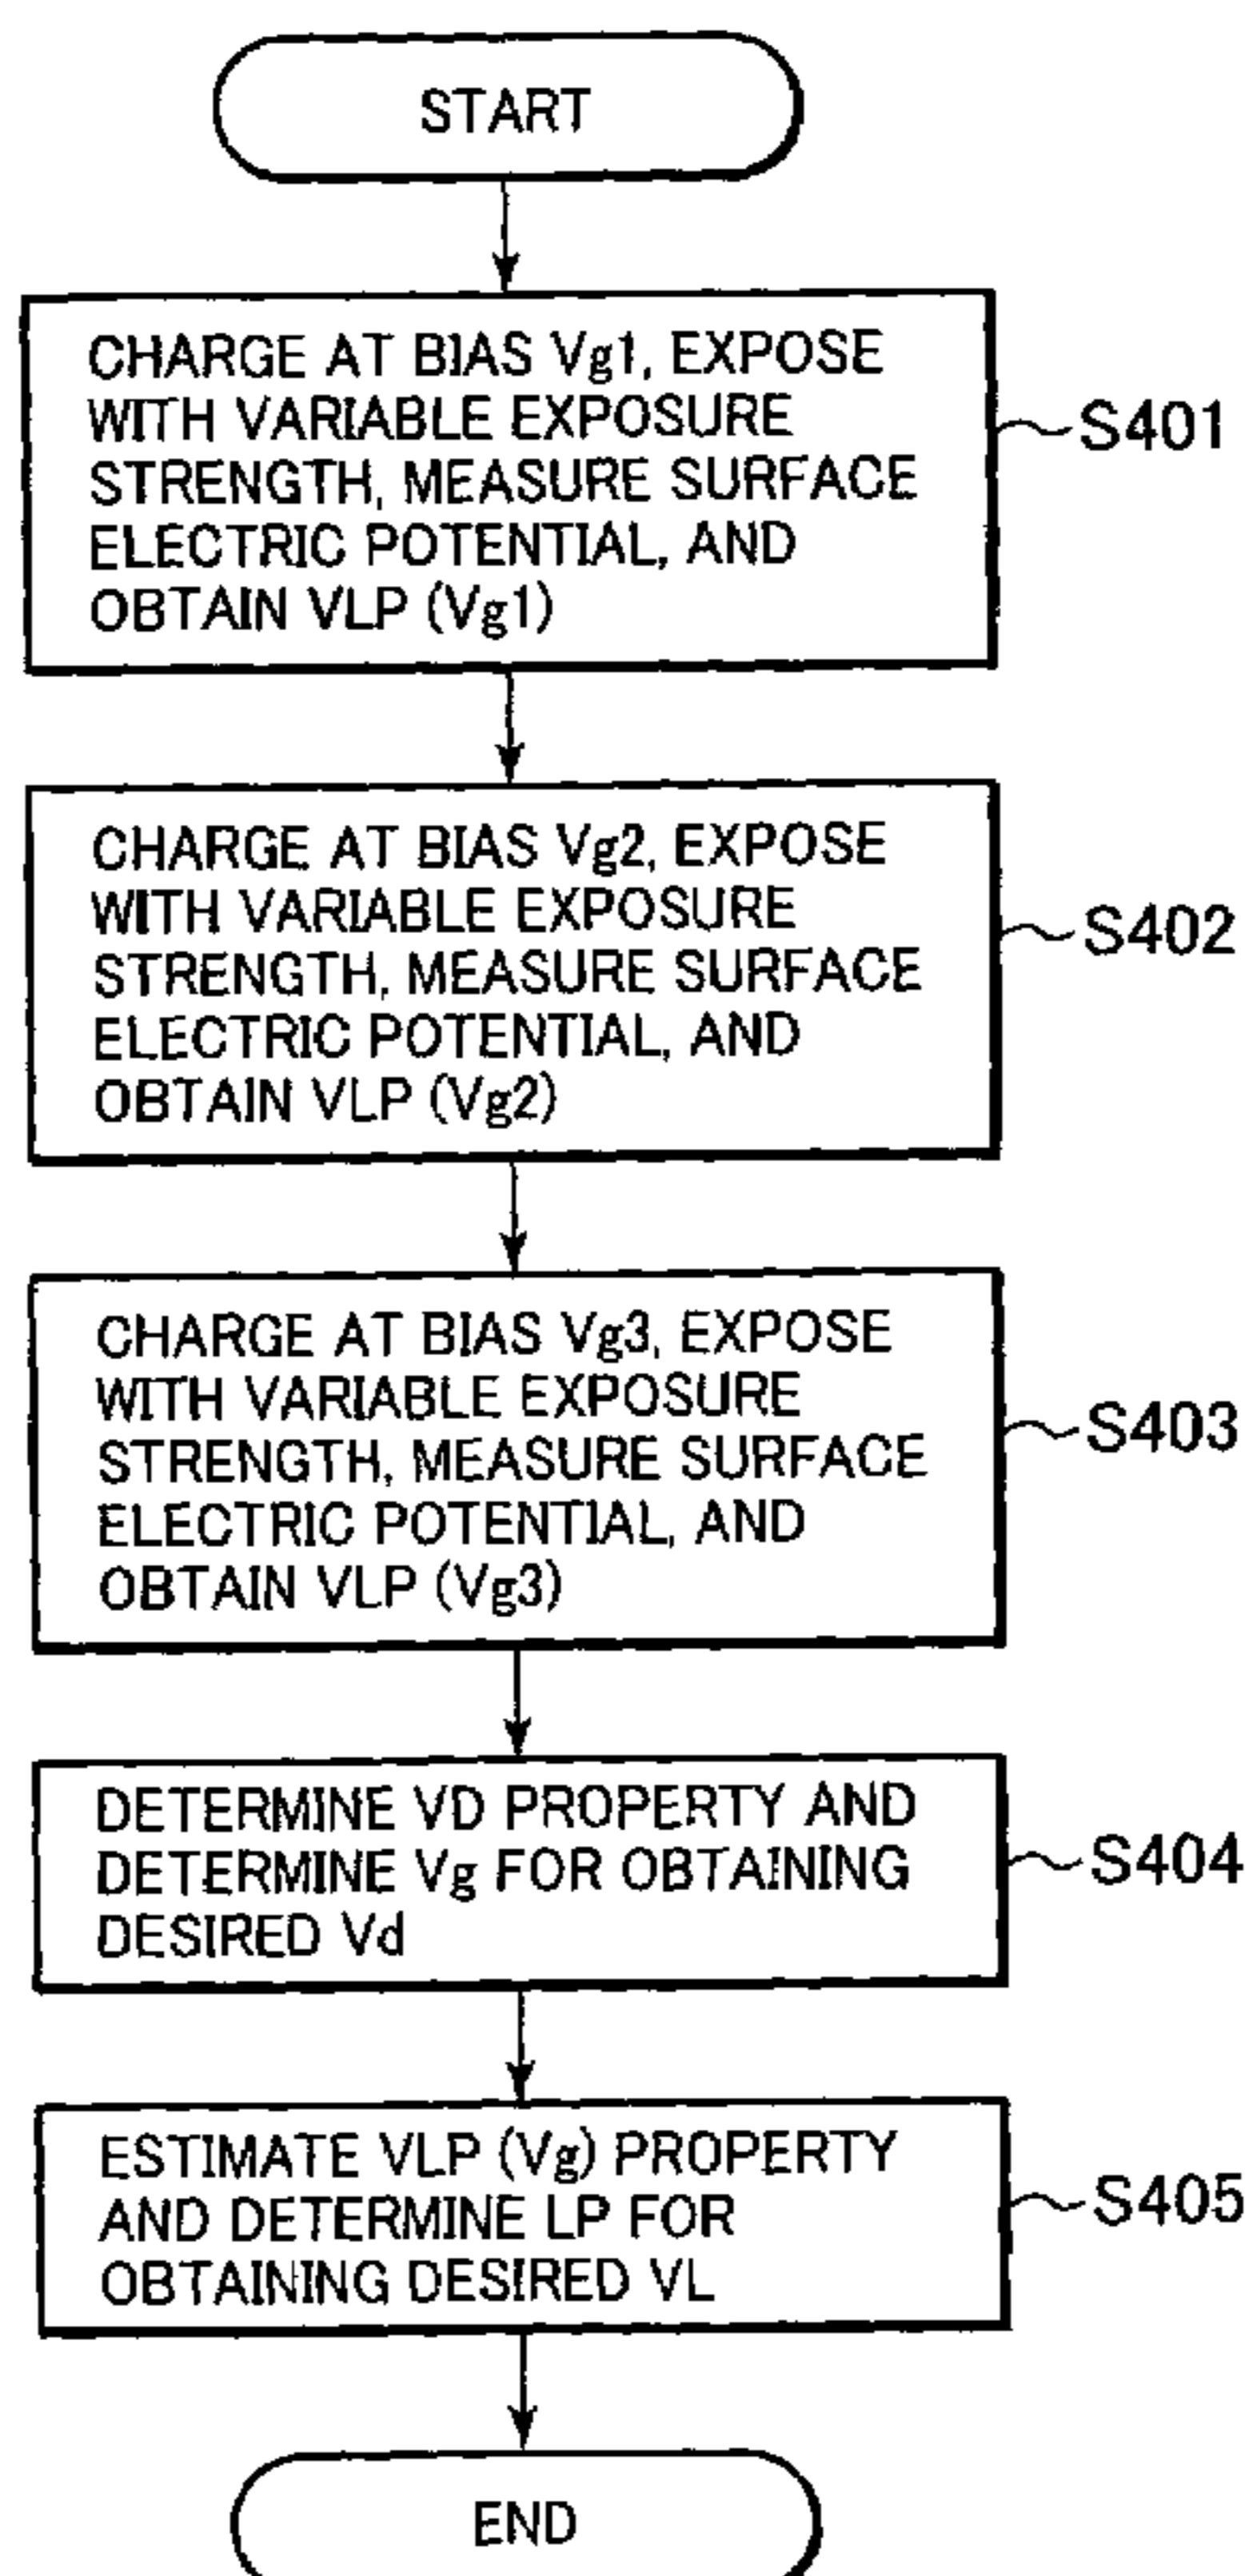 START
CHARGE AT BIAS Vg1, EXPOSE
WITH VARIABLE EXPOSURE
STRENGTH, MEASURE SURFACE
ELECTRIC POTENTIAL, AND
OBTAIN VLP (Vg1)
S401
CHARGE AT BIAS Vg2, EXPOSE
WITH VARIABLE EXPOSURE
STRENGTH, MEASURE SURFACE
ELECTRIC POTENTIAL, AND
OBTAIN VLP (Vg2)
S402
CHARGE AT BIAS Vg3, EXPOSE
WITH VARIABLE EXPOSURE
STRENGTH, MEASURE SURFACE
ELECTRIC POTENTIAL, AND
OBTAIN VLP (Vg3)
S403
DETERMINE VD PROPERTY AND
DETERMINE Vg FOR OBTAINING
DESIRED Vd
S404
ESTIMATE VLP (Vg) PROPERTY
AND DETERMINE LP FOR
OBTAINING DESIRED VL
S405
END